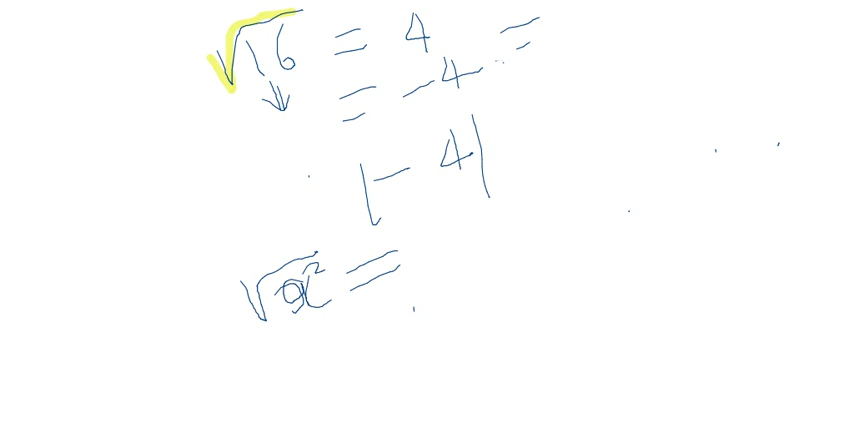 √16 = 4 =
= -4
|-4|
√x² =